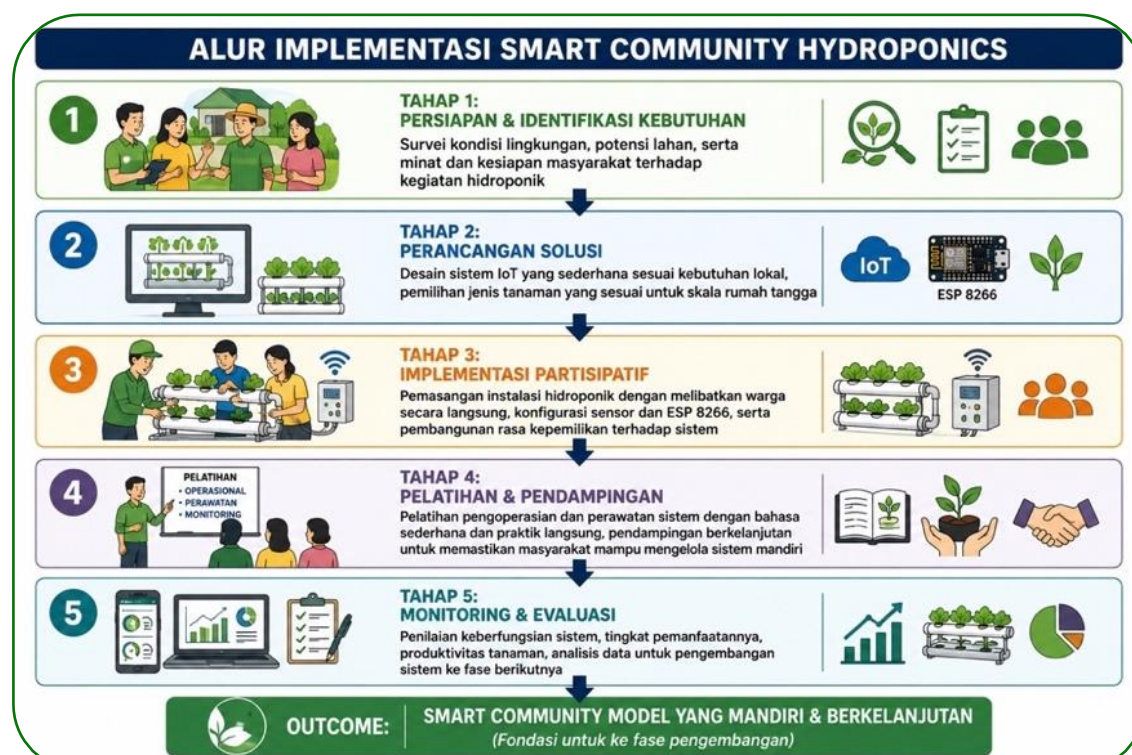 ALUR IMPLEMENTASI SMART COMMUNITY HYDROPONICS
1
TAHAP 1:
PERSIAPAN & IDENTIFIKASI KEBUTUHAN
Survei kondisi lingkungan, potensi lahan, serta
minat dan kesiapan masyarakat terhadap
kegiatan hidroponik
2
TAHAP 2:
PERANCANGAN SOLUSI
Desain sistem IoT yang sederhana sesuai kebutuhan lokal,
pemilihan jenis tanaman yang sesuai untuk skala rumah tangga
IoT
ESP 8266
3
TAHAP 3:
IMPLEMENTASI PARTISIPATIF
Pemasangan instalasi hidroponik dengan melibatkan warga
secara langsung, konfigurasi sensor dan ESP 8266, serta
pembangunan rasa kepemilikan terhadap sistem
4
PELATIHAN
• OPERASIONAL
• PERAWATAN
• MONITORING
TAHAP 4:
PELATIHAN & PENDAMPINGAN
Pelatihan pengoperasian dan perawatan sistem dengan bahasa
sederhana dan praktik langsung, pendampingan berkelanjutan
untuk memastikan masyarakat mampu mengelola sistem mandiri
5
TAHAP 5:
MONITORING & EVALUASI
Penilaian keberfungsian sistem, tingkat pemanfaatannya,
produktivitas tanaman, analisis data untuk pengembangan
sistem ke fase berikutnya
OUTCOME:
SMART COMMUNITY MODEL YANG MANDIRI & BERKELANJUTAN
(Fondasi untuk ke fase pengembangan)